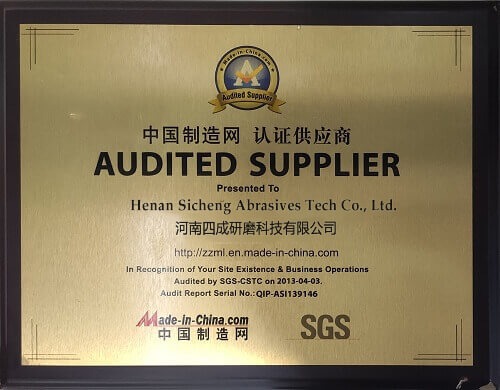 Made-in-China.com
Audited Supplier
中国制造网 认证供应商
AUDITED SUPPLIER
Presented To
Henan Sicheng Abrasives Tech Co., Ltd.
河南四成研磨科技有限公司
http://zzml.en.made-in-china.com
In Recognition of Your Site Existence & Business Operations
Audited by SGS-CSTC on 2013-04-03.
Audit Report Serial No.: QIP-ASI139146
Made-in-China.com
中国制造网
SGS